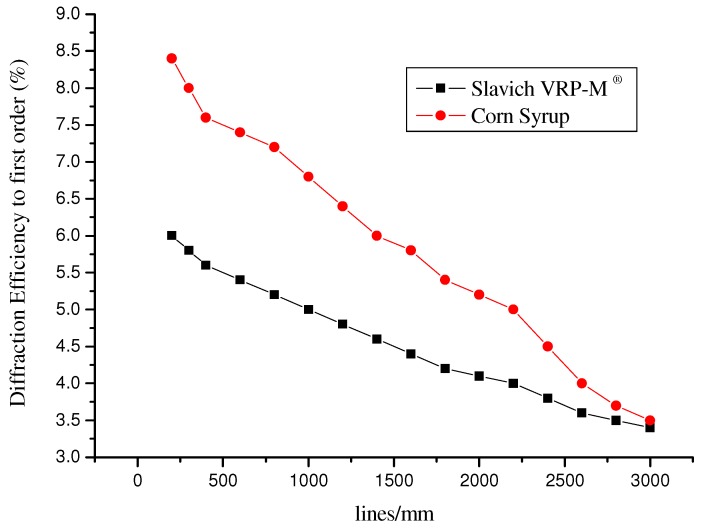 9.0
8.5
8.0
7.5
7.0
6.5
6.0
5.5
5.0
4.5
4.0
3.5
3.0
Diffraction Efficiency to first order (%)
Slavich VRP-M ®
Corn Syrup
0 500 1000 1500 2000 2500 3000
lines/mm